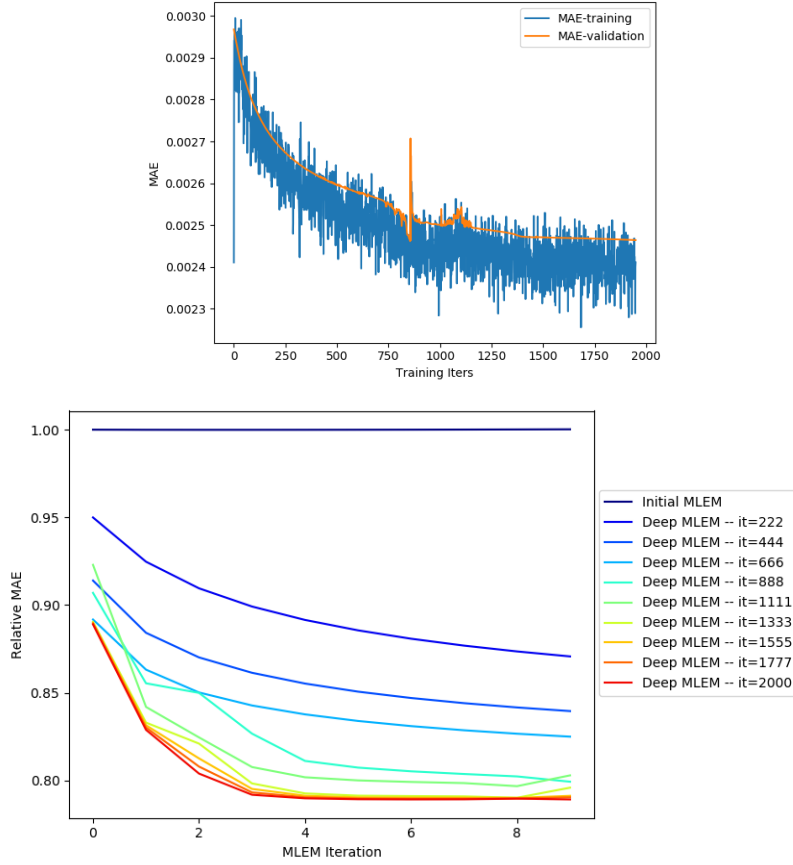 0.0030
0.0029
0.0028
0.0027
0.0026
0.0025
0.0024
0.0023
MAE
MAE-training
MAE-validation
0 250 500 750 1000 1250 1500 1750 2000
Training Iters
1.00
0.95
0.90
0.85
0.80
Relative MAE
0 2 4 6 8
MLEM Iteration
Initial MLEM
Deep MLEM -- it=222
Deep MLEM -- it=444
Deep MLEM -- it=666
Deep MLEM -- it=888
Deep MLEM -- it=1111
Deep MLEM -- it=1333
Deep MLEM -- it=1555
Deep MLEM -- it=1777
Deep MLEM -- it=2000